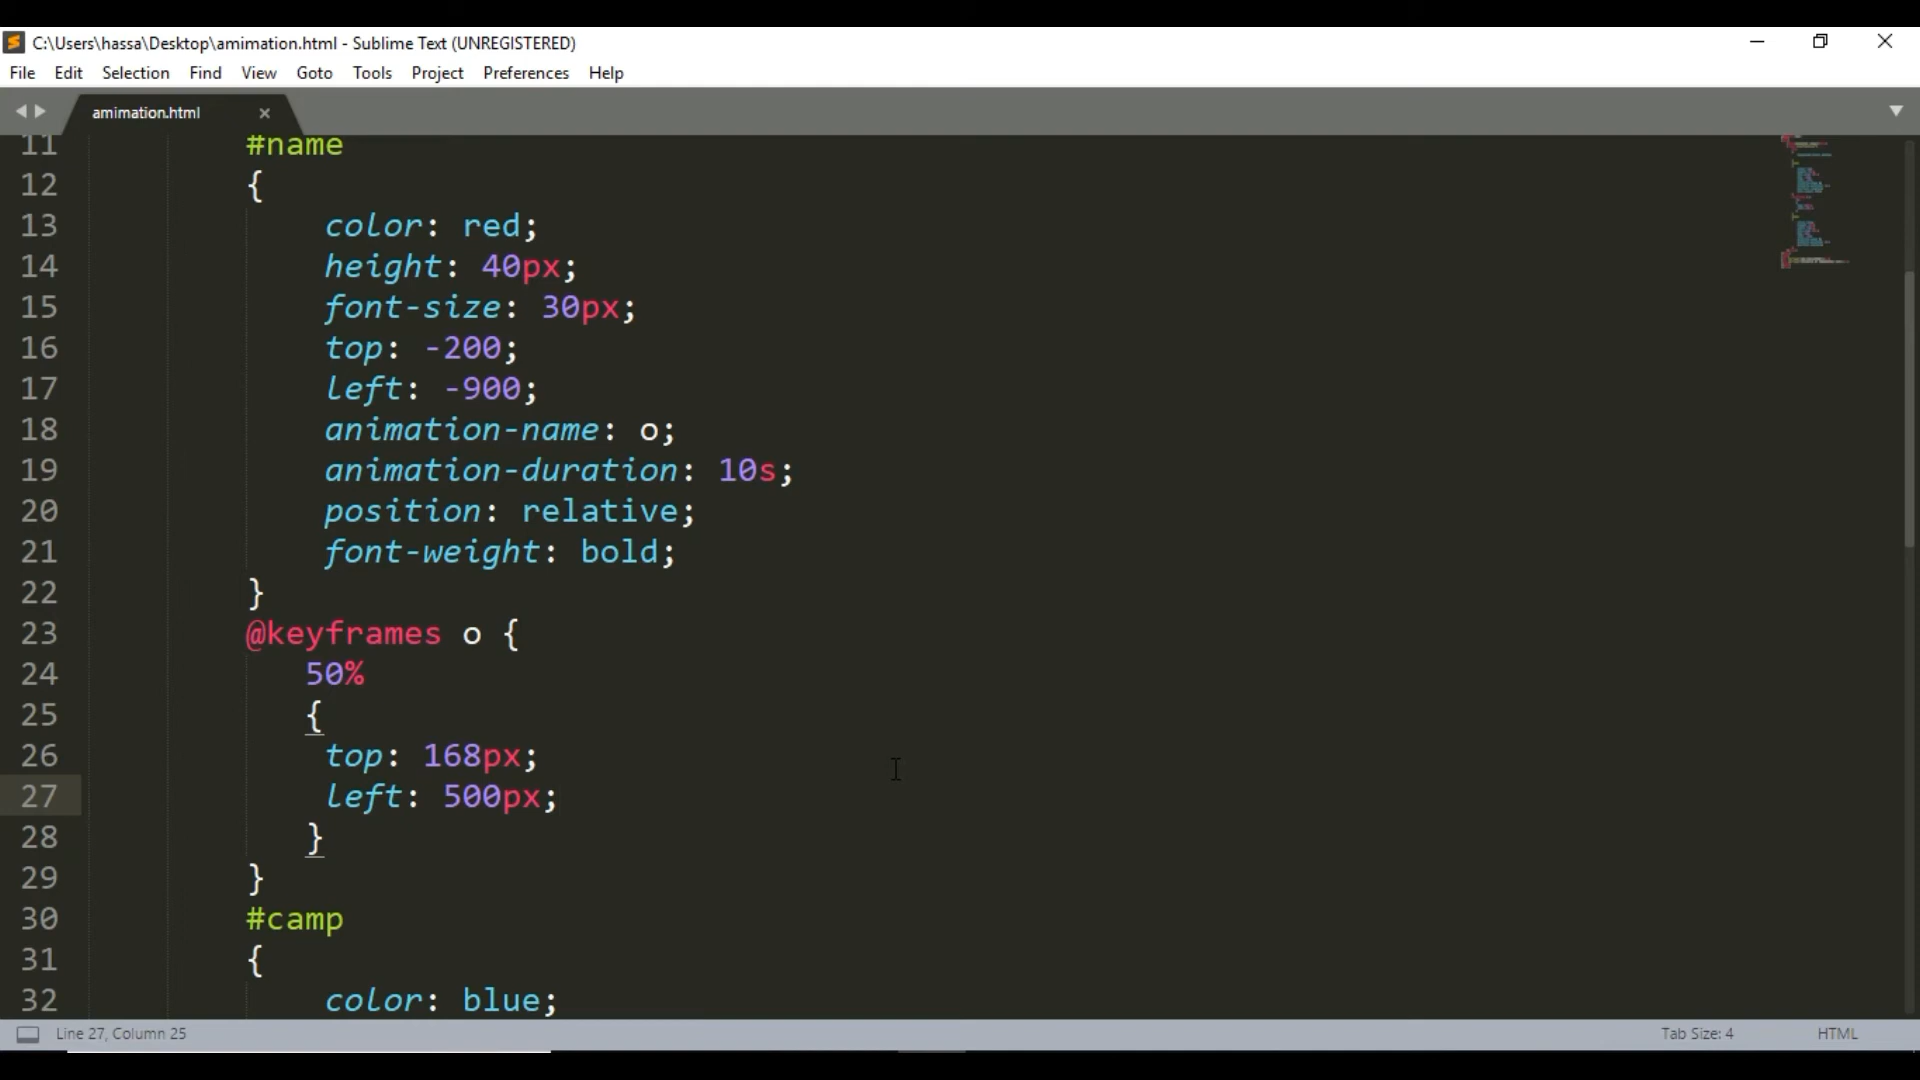 C:\Users\hassa\Desktop\amimation.html - Sublime Text (UNREGISTERED)
File Edit Selection Find View Goto Tools Project Preferences Help
amimation.html
11 #name
12 {
13 color: red;
14 height: 40px;
15 font-size: 30px;
16 top: -200;
17 left: -900;
18 animation-name: o;
19 animation-duration: 10s;
20 position: relative;
21 font-weight: bold;
22 }
23 @keyframes o {
24 50%
25 {
26 top: 168px;
27 left: 500px;
28 }
29 }
30 #camp
31 {
32 color: blue;
Line 27, Column 25 Tab Size: 4 HTML